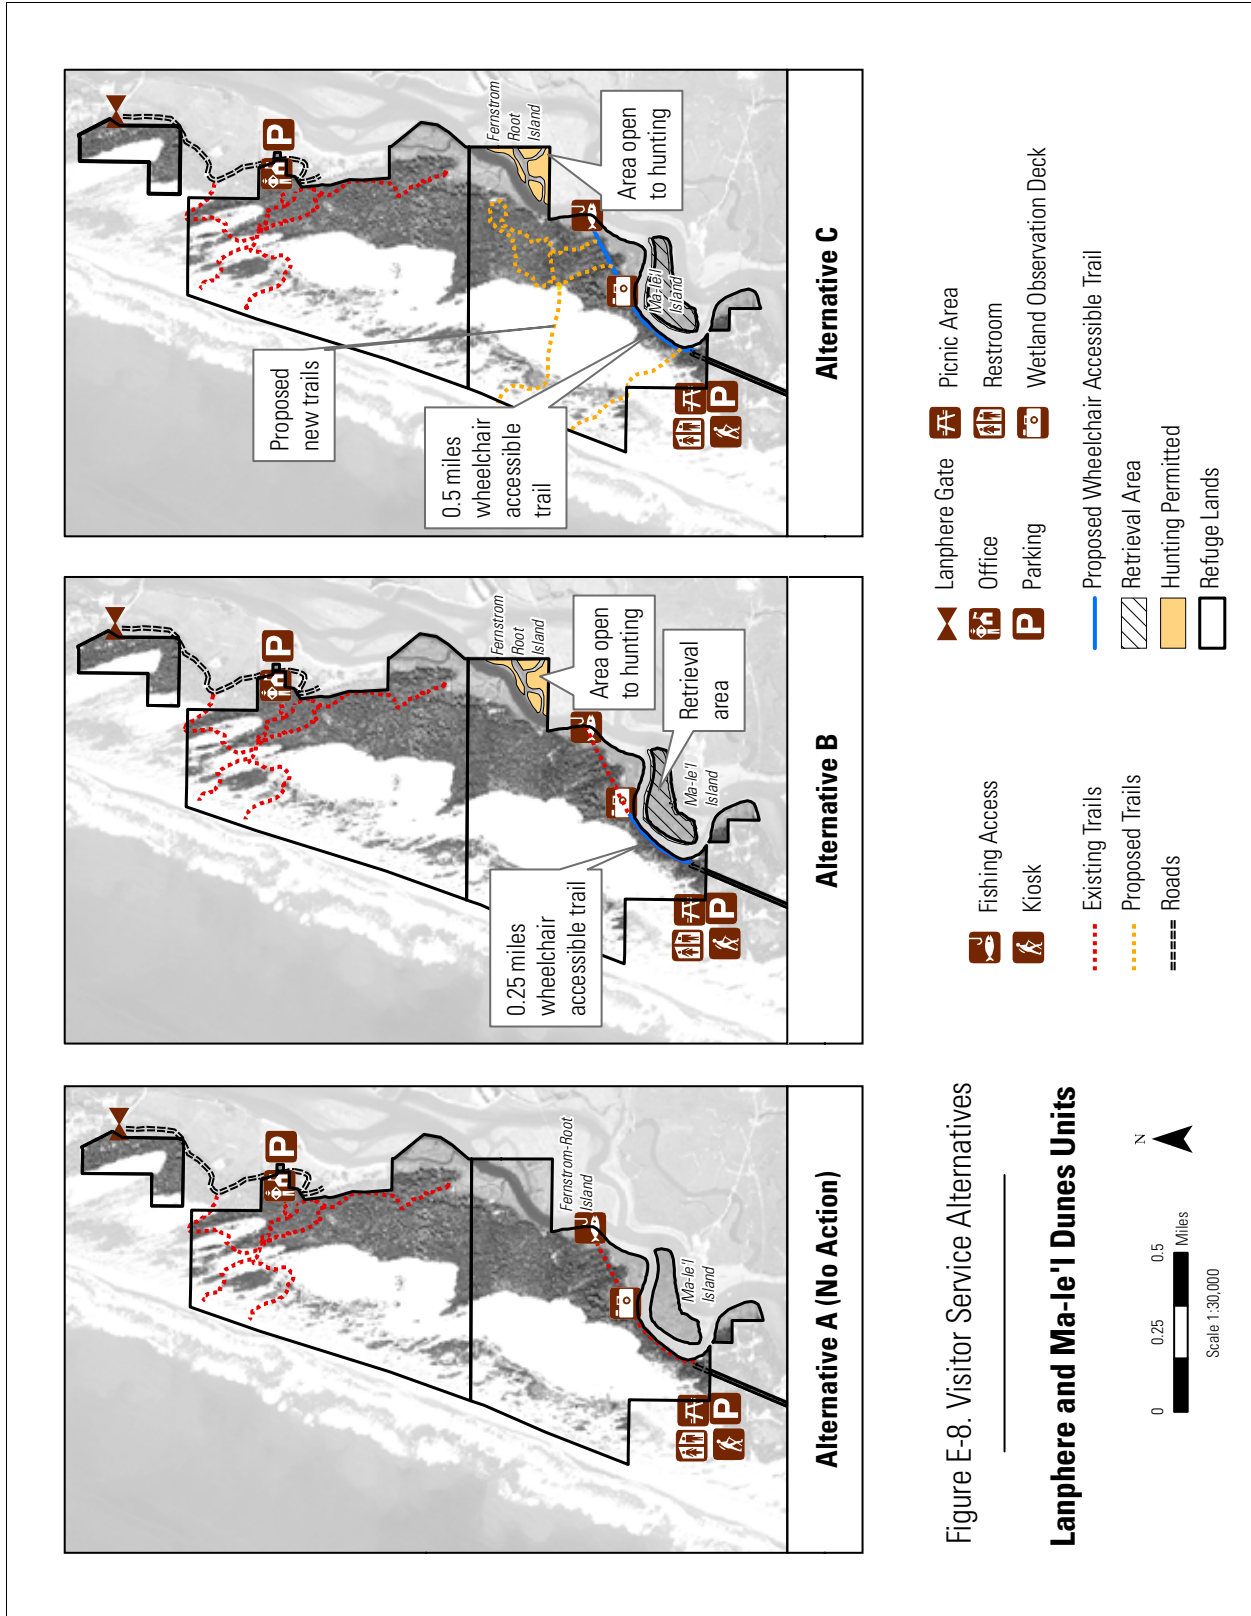 Fernstrom-Root
Island
Ma-le'l
Island
P
P
Alternative A (No Action)
0.25 miles
wheelchair
accessible trail
Fernstrom
Root
Island
Area open
to hunting
Retrieval
area
Ma-le'l
Island
P
P
Alternative B
Proposed
new trails
0.5 miles
wheelchair
accessible
trail
Fernstrom
Root
Island
Area open
to hunting
Ma-le'l
Island
P
P
Alternative C
Figure E-8. Visitor Service Alternatives
Lanphere and Ma-le'l Dunes Units
0
0.25
0.5
Miles
Scale 1:30,000
N
Fishing Access
Kiosk
Existing Trails
Proposed Trails
Roads
Lanphere Gate
Office
P
Parking
Picnic Area
Restroom
Wetland Observation Deck
Proposed Wheelchair Accessible Trail
Retrieval Area
Hunting Permitted
Refuge Lands